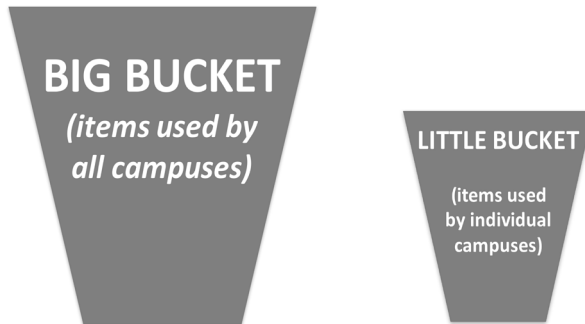 BIG BUCKET
(items used by
all campuses)
LITTLE BUCKET
(items used
by individual
campuses)